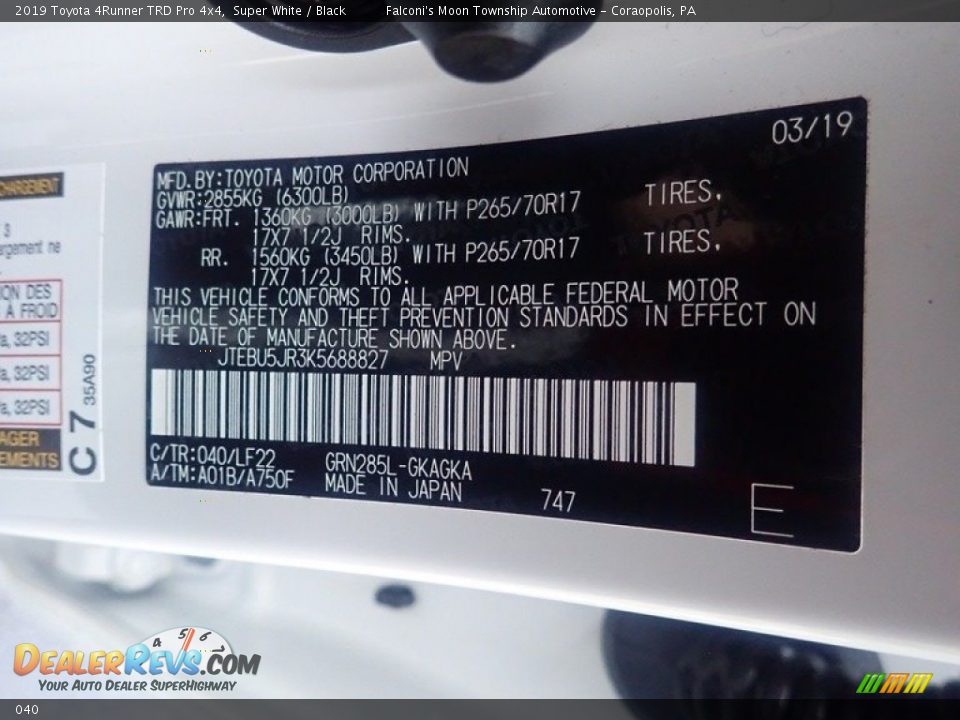 2019 Toyota 4Runner TRD Pro 4x4, Super White / Black Falconi's Moon Township Automotive - Coraopolis, PA
03/19
MFD. BY: TOYOTA MOTOR CORPORATION
GVWR: 2855KG (6300LB)
GAWR: FRT. 1360KG (3000LB) WITH P265/70R17 TIRES,
17X7 1/2J RIMS.
RR. 1560KG (3450LB) WITH P265/70R17 TIRES,
17X7 1/2J RIMS.
THIS VEHICLE CONFORMS TO ALL APPLICABLE FEDERAL MOTOR
VEHICLE SAFETY AND THEFT PREVENTION STANDARDS IN EFFECT ON
THE DATE OF MANUFACTURE SHOWN ABOVE.
JTEBU5JR3K5688827 MPV
C/TR: 040/LF22 GRN285L-GKAGKA
A/TM: A01B/A750F MADE IN JAPAN
747
E
3
ne
ON DES
À FROID
32PSI
32PSI
32PSI
C 7 35A90
4 5 6
DEALERREVS.COM
YOUR AUTO DEALER SUPERHIGHWAY
040